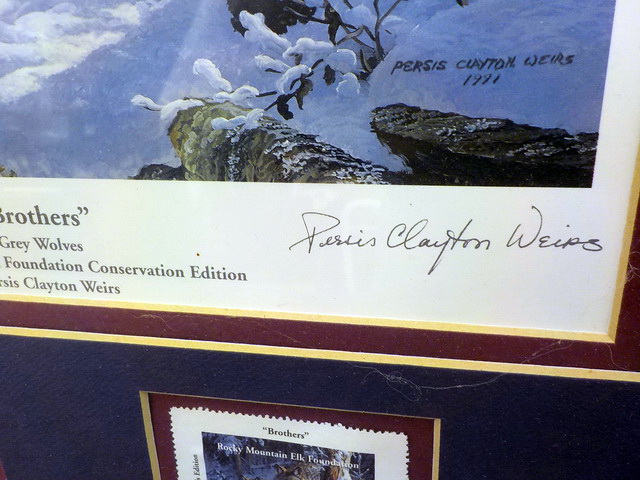 PERSIS CLAYTON WEIRS
1991
Brothers”
Grey Wolves
Foundation Conservation Edition
Persis Clayton Weirs
rsis Clayton Weirs
“Brothers”
Rocky Mountain Elk Foundation
Edition